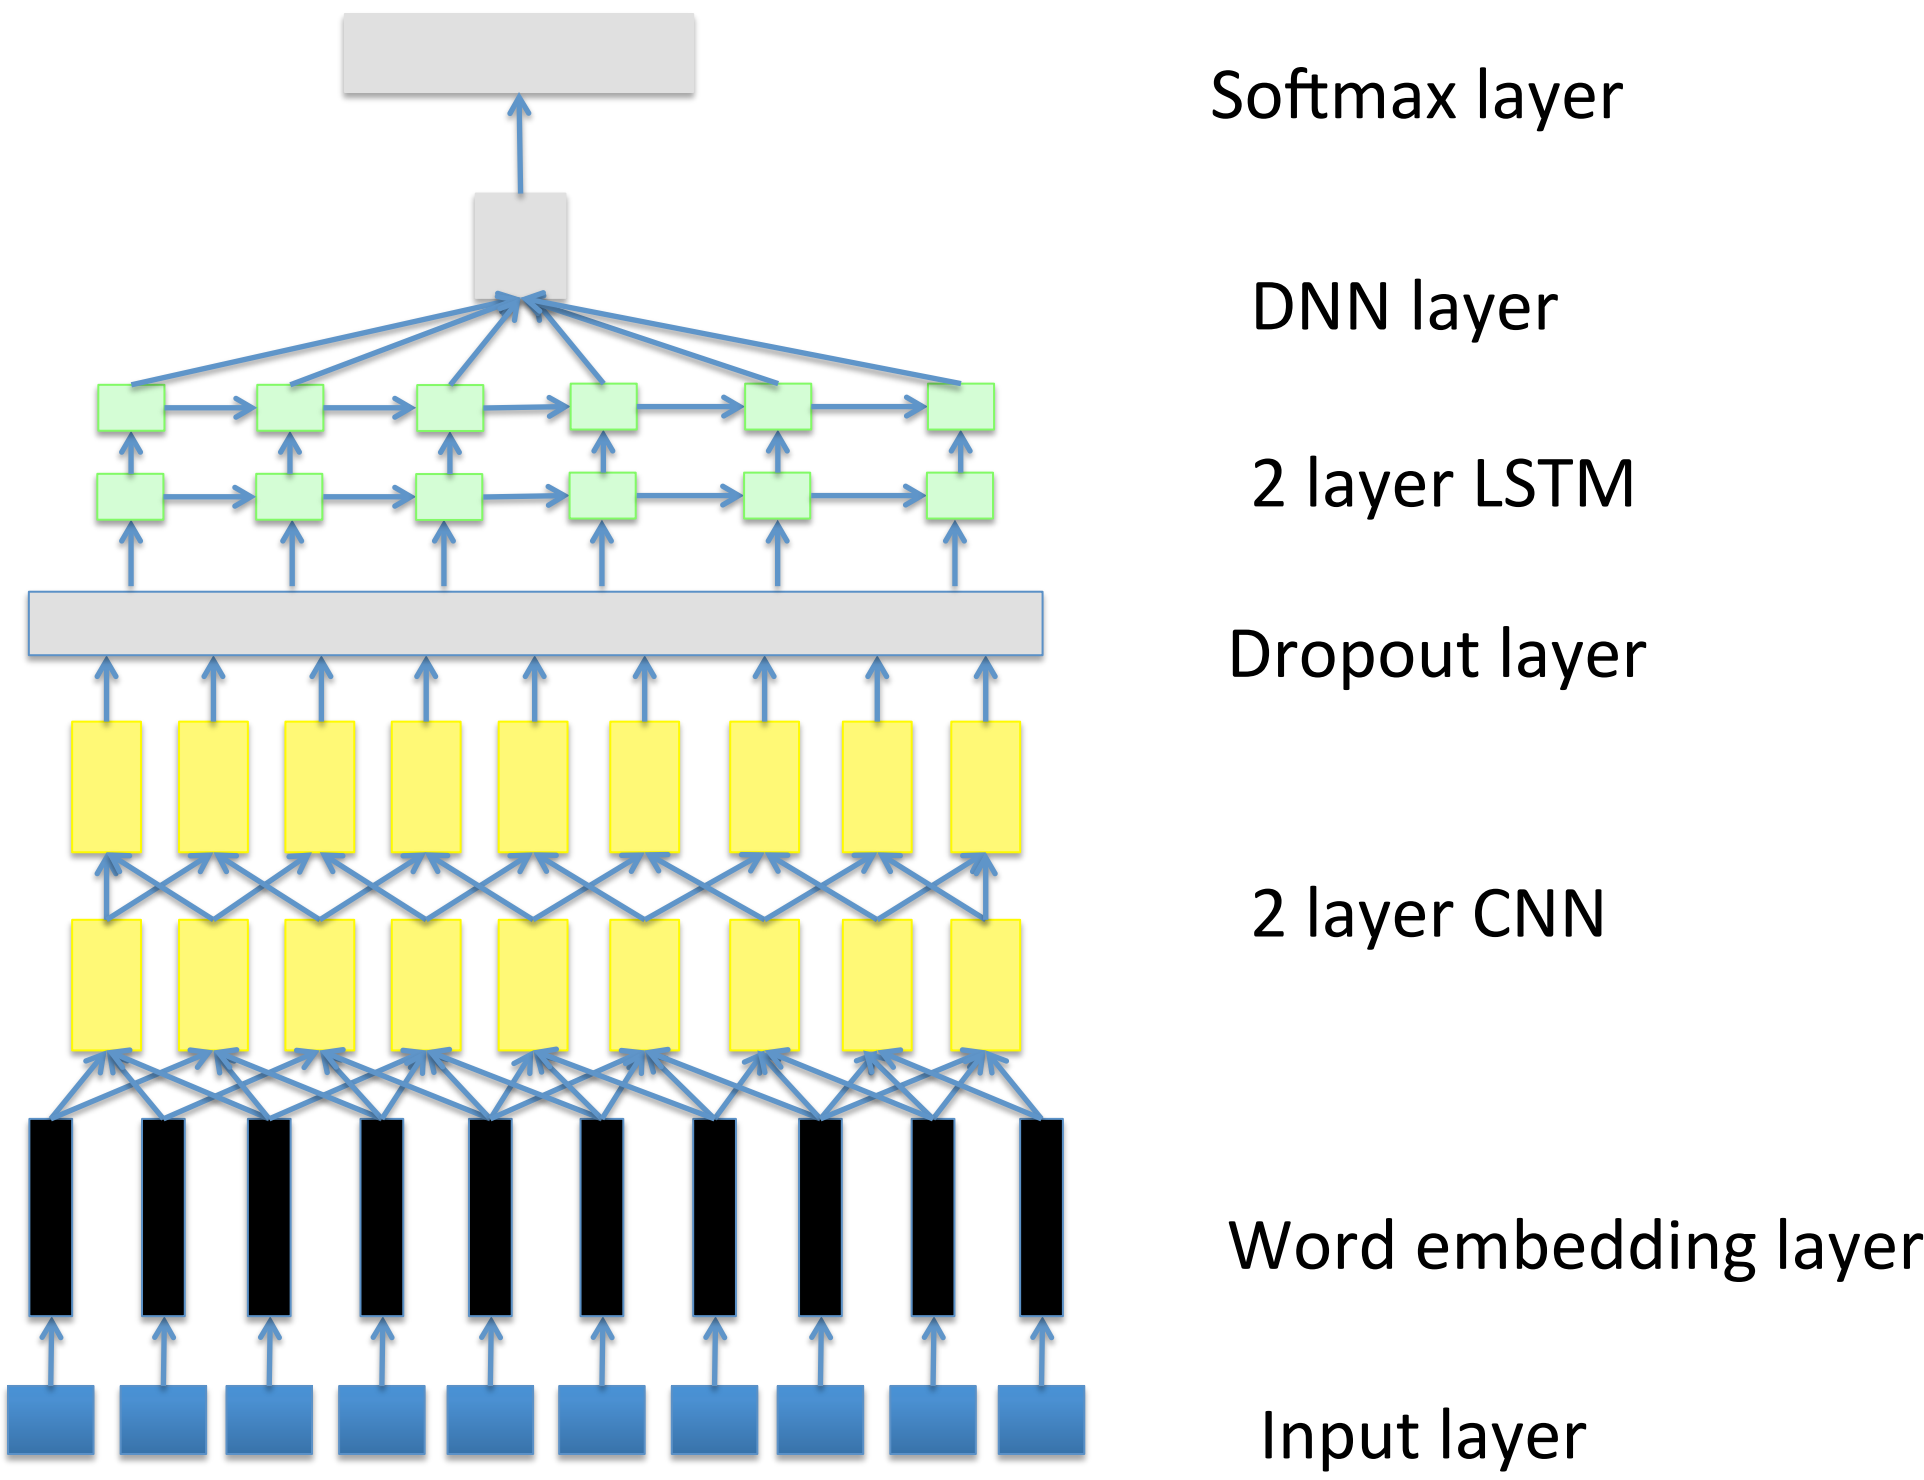 Softmax layer
DNN layer
2 layer LSTM
Dropout layer
2 layer CNN
Word embedding layer
Input layer